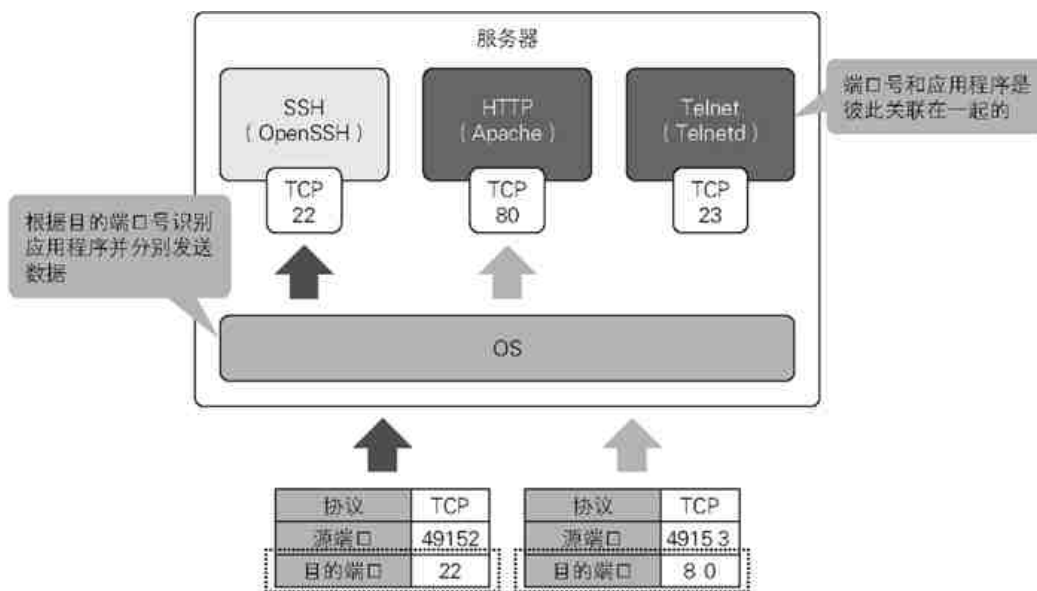 服务器
SSH
(OpenSSH)
TCP
22
HTTP
(Apache)
TCP
80
Telnet
(Telnetd)
TCP
23
端口号和应用程序是
彼此关联在一起的
根据目的端口号识别
应用程序并分别发送
数据
OS
协议 TCP
源端口 49152
目的端口 22
协议 TCP
源端口 49153
目的端口 80